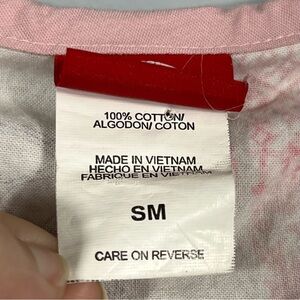 100% COTTON/
ALGODON/ COTON
MADE IN VIETNAM
HECHO EN VIETNAM
FABRIQUE EN VIETNAM
SM
CARE ON REVERSE